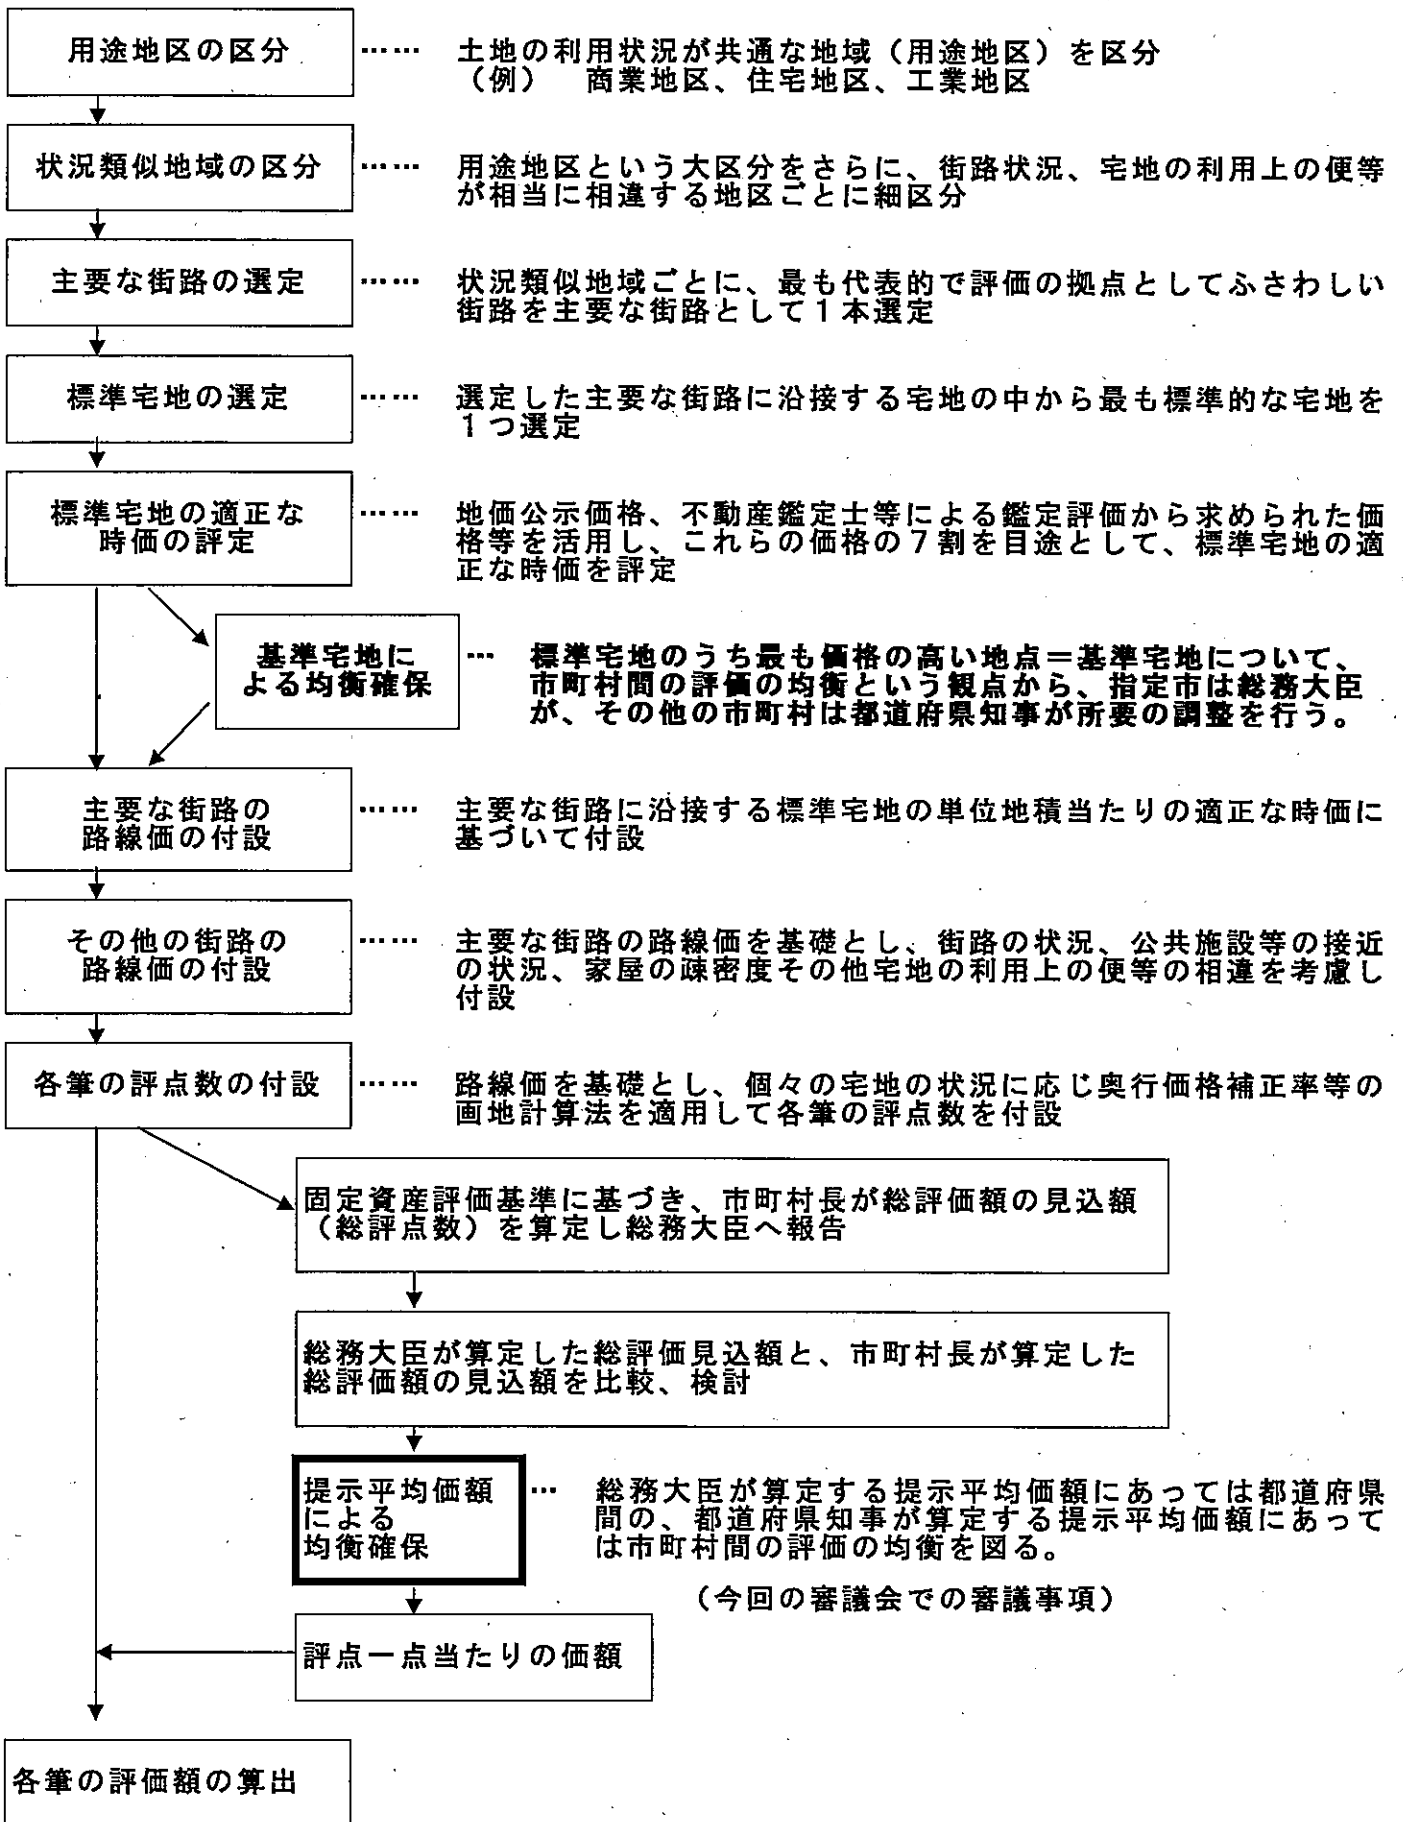 用途地区の区分 …… 土地の利用状況が共通な地域（用途地区）を区分
（例）　商業地区、住宅地区、工業地区
状況類似地域の区分 …… 用途地区という大区分をさらに、街路状況、宅地の利用上の便等
が相当に相違する地区ごとに細区分
主要な街路の選定 …… 状況類似地域ごとに、最も代表的で評価の拠点としてふさわしい
街路を主要な街路として１本選定
標準宅地の選定 …… 選定した主要な街路に沿接する宅地の中から最も標準的な宅地を
１つ選定
標準宅地の適正な
時価の評定
…… 地価公示価格、不動産鑑定士等による鑑定評価から求められた価
格等を活用し、これらの価格の７割を目途として、標準宅地の適
正な時価を評定
基準宅地に
よる均衡確保
… 標準宅地のうち最も価格の高い地点＝基準宅地について、
市町村間の評価の均衡という観点から、指定市は総務大臣
が、その他の市町村は都道府県知事が所要の調整を行う。
主要な街路の
路線価の付設
…… 主要な街路に沿接する標準宅地の単位地積当たりの適正な時価に
基づいて付設
その他の街路の
路線価の付設
…… 主要な街路の路線価を基礎とし、街路の状況、公共施設等の接近
の状況、家屋の疎密度その他宅地の利用上の便等の相違を考慮し
付設
各筆の評点数の付設 …… 路線価を基礎とし、個々の宅地の状況に応じ奥行価格補正率等の
画地計算法を適用して各筆の評点数を付設
固定資産評価基準に基づき、市町村長が総評価額の見込額
（総評点数）を算定し総務大臣へ報告
総務大臣が算定した総評価見込額と、市町村長が算定した
総評価額の見込額を比較、検討
提示平均価額
による
均衡確保
… 総務大臣が算定する提示平均価額にあっては都道府県
間の、都道府県知事が算定する提示平均価額にあって
は市町村間の評価の均衡を図る。
（今回の審議会での審議事項）
評点一点当たりの価額
各筆の評価額の算出